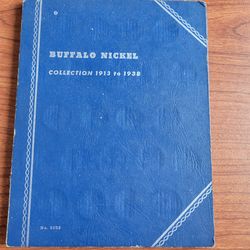 BUFFALO NICKEL
COLLECTION 1913 to 1938